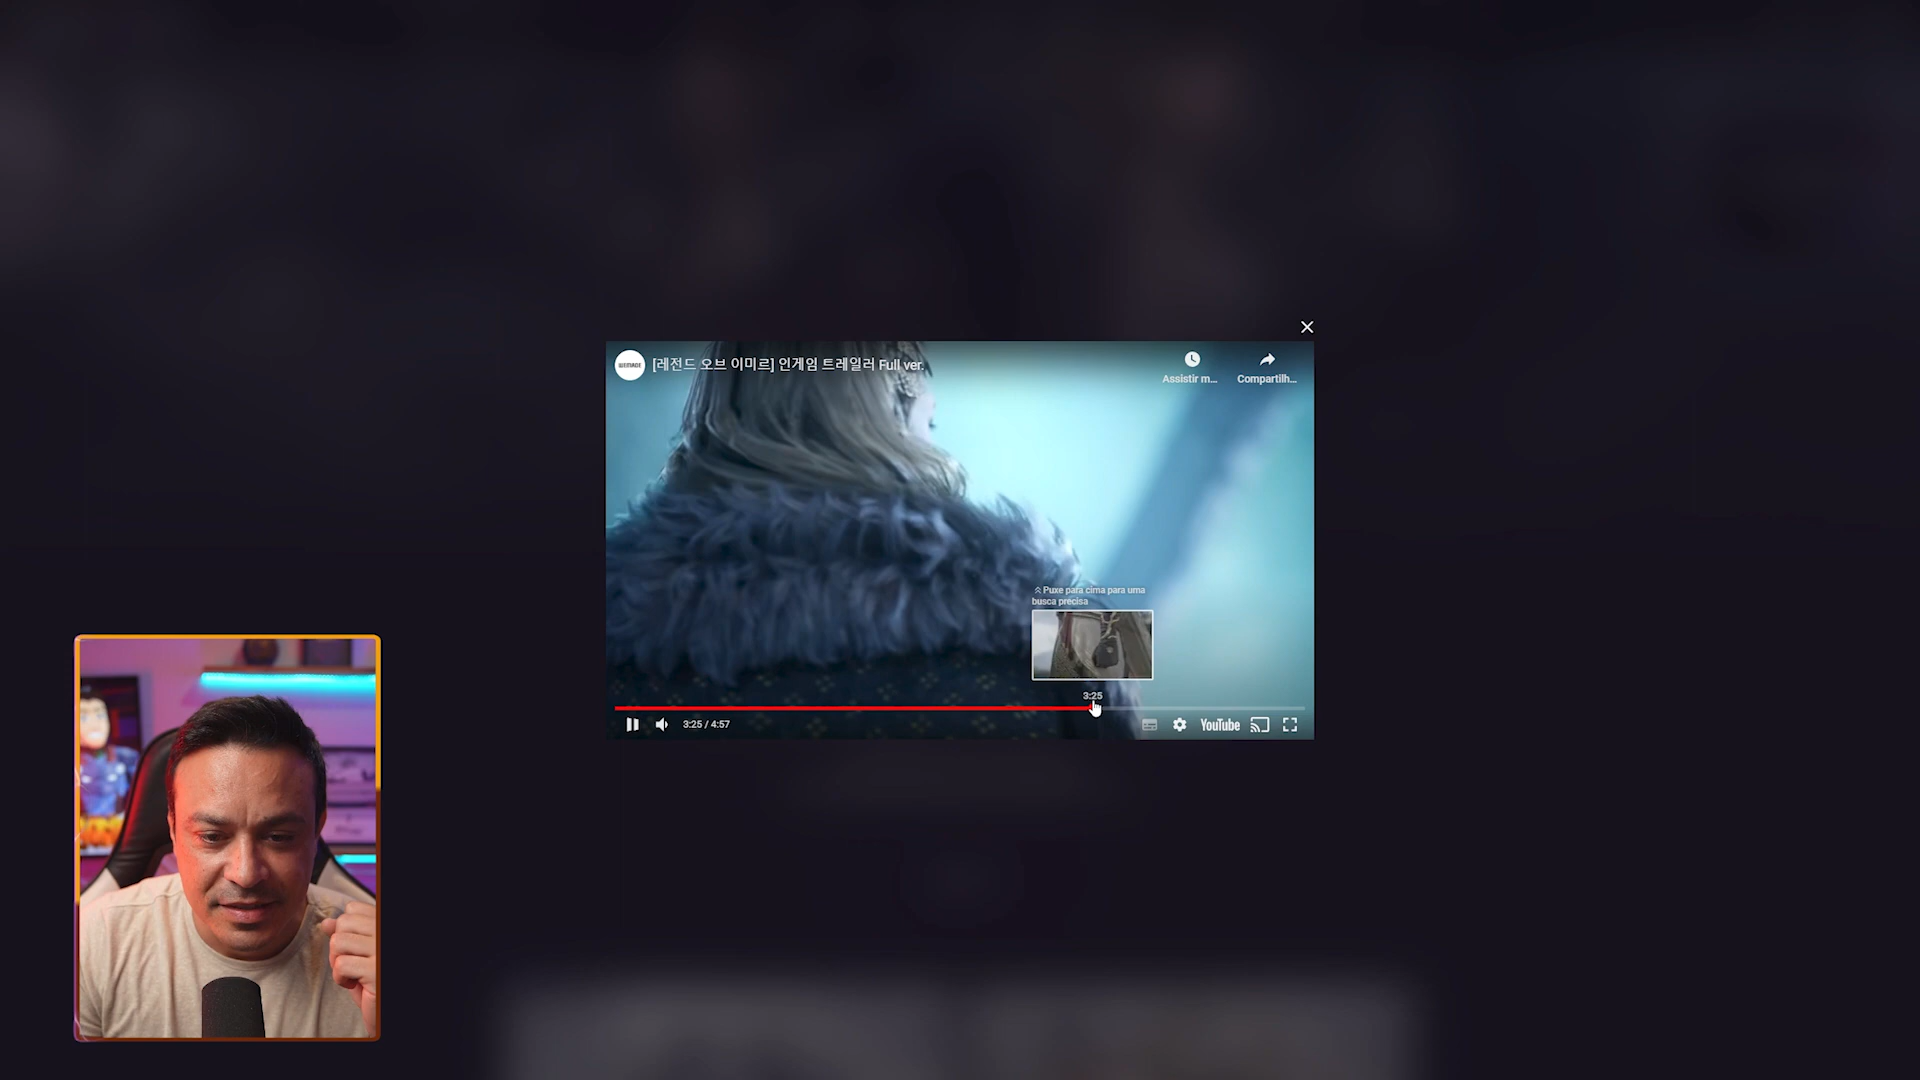 WEMADE
[레전드 오브 이미르] 인게임 트레일러 Full ver.
Assistir m...
Compartilh...
Puxe para cima para uma
busca precisa
3:25
3:25 / 4:57
YouTube